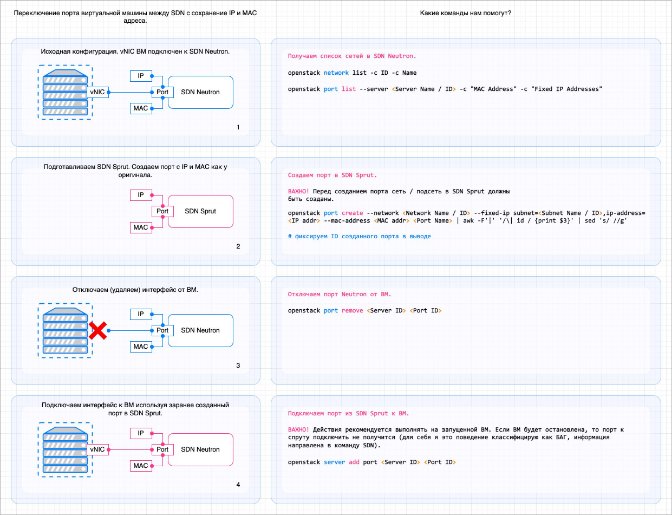 Переключение порта виртуальной машины между SDN с сохранение IP и MAC
адреса.
Какие команды нам помогут?
Исходная конфигурация. vNIC ВМ подключен к SDN Neutron.
IP
vNIC
Port
SDN Neutron
MAC
1
Получаем список сетей в SDN Neutron.
openstack network list -c ID -c Name
openstack port list --server <Server Name / ID> -c "MAC Address" -c "Fixed IP Addresses"
Подготавливаем SDN Sprut. Создаем порт с IP и MAC как у
оригинала.
IP
Port
SDN Sprut
MAC
2
Создаем порт в SDN Sprut.
ВАЖНО! Перед созданием порта сеть / подсеть в SDN Sprut должны
быть созданы.
openstack port create --network <Network Name / ID> --fixed-ip subnet=<Subnet Name / ID>,ip-address=
<IP addr> --mac-address <MAC addr> <Port Name> | awk -F'|' '/\| id / {print $3}' | sed 's/ //g'
# фиксируем ID созданного порта в выводе
Отключаем (удаляем) интерфейс от ВМ.
IP
Port
SDN Neutron
MAC
3
Отключаем порт Neutron от ВМ.
openstack port remove <Server ID> <Port ID>
Подключаем интерфейс к ВМ используя заранее созданный
порт в SDN Sprut.
IP
vNIC
Port
SDN Neutron
MAC
4
Подключаем порт из SDN Sprut к ВМ.
ВАЖНО! Действия рекомендуется выполнять на запущенной ВМ. Если ВМ будет остановлена, то порт к
спруту подключить не получится (для себя я это поведение классифицирую как БАГ, информация
направлена в команду SDN).
openstack server add port <Server ID> <Port ID>